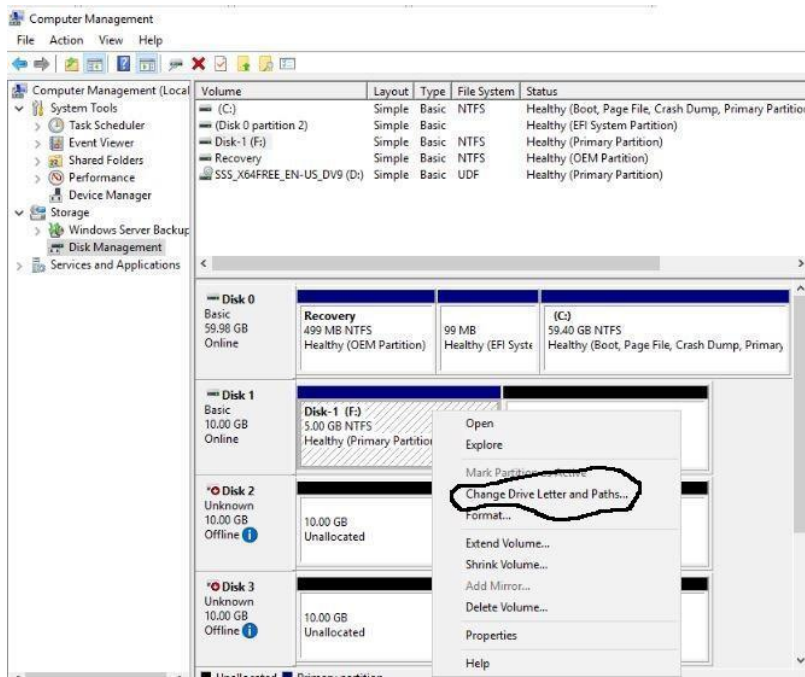 Computer Management
File Action View Help
Computer Management (Local
System Tools
Task Scheduler
Event Viewer
Shared Folders
Performance
Device Manager
Storage
Windows Server Backup
Disk Management
Services and Applications
Volume Layout Type File System Status
(C:) Simple Basic NTFS Healthy (Boot, Page File, Crash Dump, Primary Partition
(Disk 0 partition 2) Simple Basic Healthy (EFI System Partition)
Disk-1 (F:) Simple Basic NTFS Healthy (Primary Partition)
Recovery Simple Basic NTFS Healthy (OEM Partition)
SSS_X64FREE_EN-US_DV9 (D:) Simple Basic UDF Healthy (Primary Partition)
Disk 0
Basic
59.98 GB
Online
Recovery
499 MB NTFS
Healthy (OEM Partition)
99 MB
Healthy (EFI Syste
(C:)
59.40 GB NTFS
Healthy (Boot, Page File, Crash Dump, Primary
Disk 1
Basic
10.00 GB
Online
Disk-1 (F:)
5.00 GB NTFS
Healthy (Primary Partition
Disk 2
Unknown
10.00 GB
Offline
10.00 GB
Unallocated
Disk 3
Unknown
10.00 GB
Offline
10.00 GB
Unallocated
Open
Explore
Mark Partition as Active
Change Drive Letter and Paths...
Format...
Extend Volume...
Shrink Volume...
Add Mirror...
Delete Volume...
Properties
Help
Unallocated Primary partition